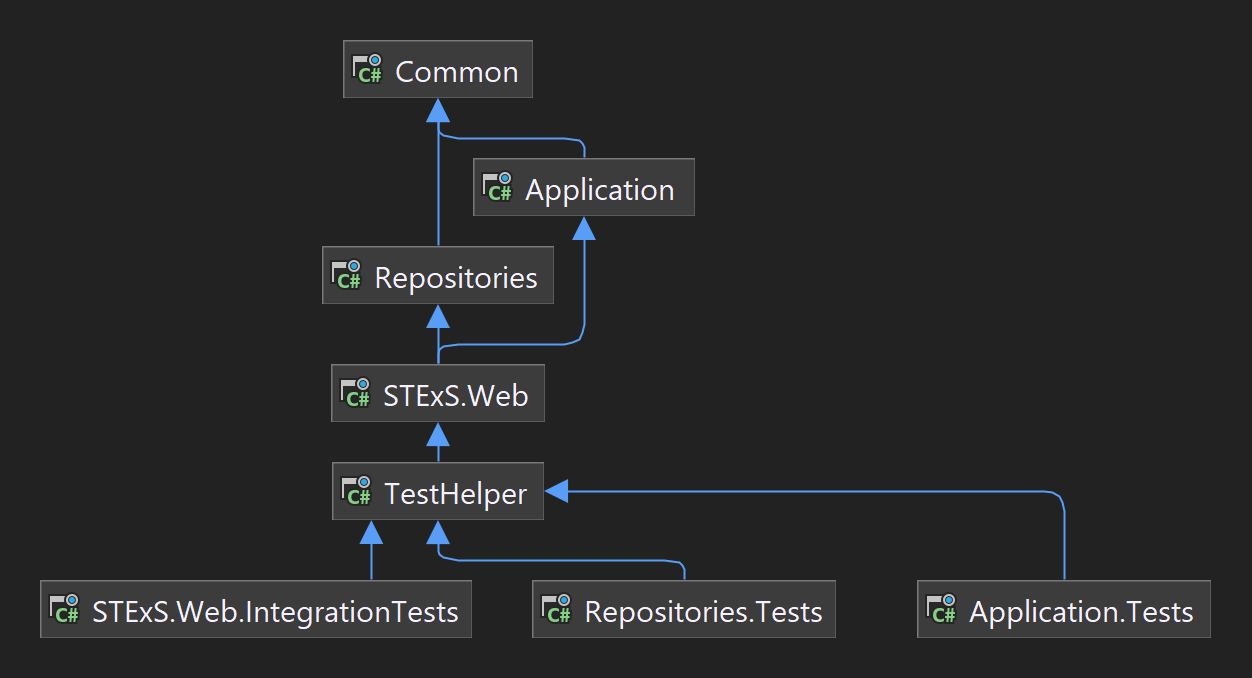 C# Common
C# Application
C# Repositories
C# STExS.Web
C# TestHelper
C# STExS.Web.IntegrationTests
C# Repositories.Tests
C# Application.Tests